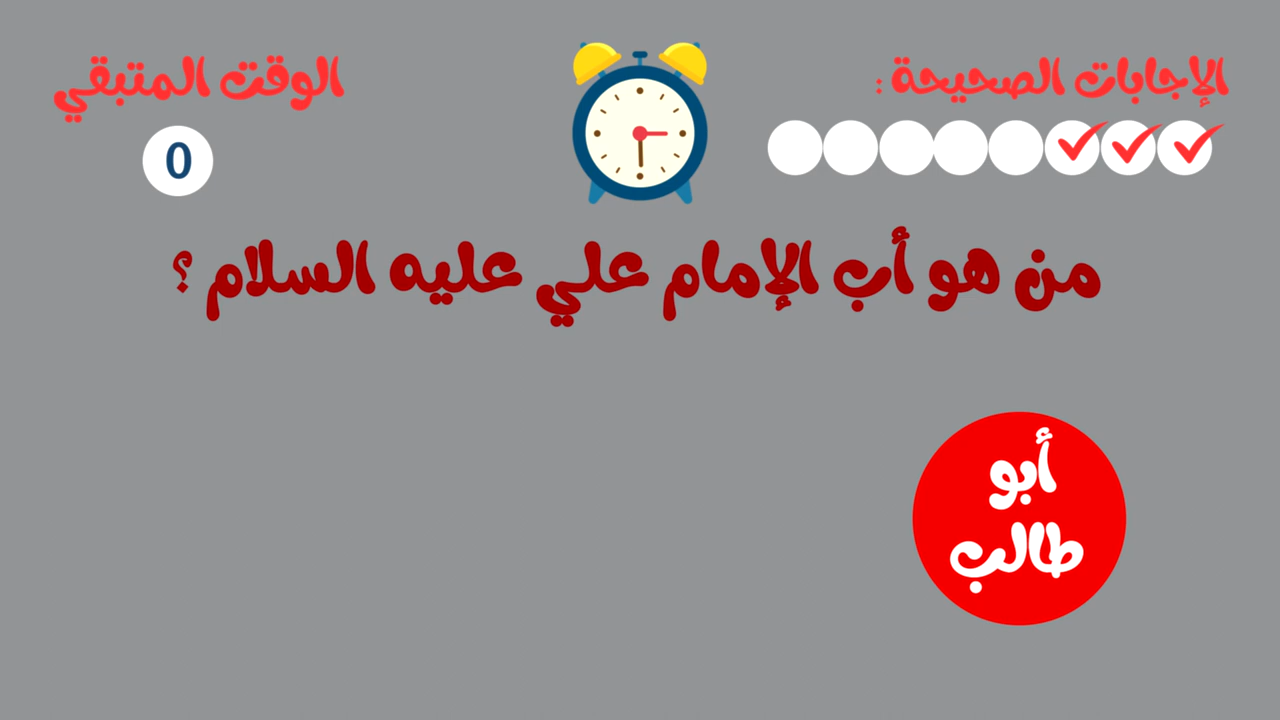 الإجابات الصحيحة :
الوقت المتبقي
0
من هو أب الإمام علي عليه السلام ؟
أبو
طالب